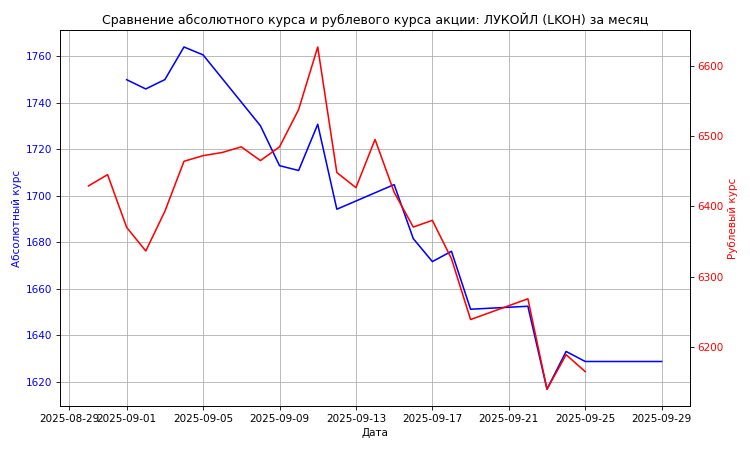 Сравнение абсолютного курса и рублевого курса акции: ЛУКОЙЛ (LKOH) за месяц
1760
1740
1720
1700
1680
1660
1640
1620
Абсолютный курс
6600
6500
6400
6300
6200
Рублевый курс
2025-08-29 2025-09-01 2025-09-05 2025-09-09 2025-09-13 2025-09-17 2025-09-21 2025-09-25 2025-09-29
Дата